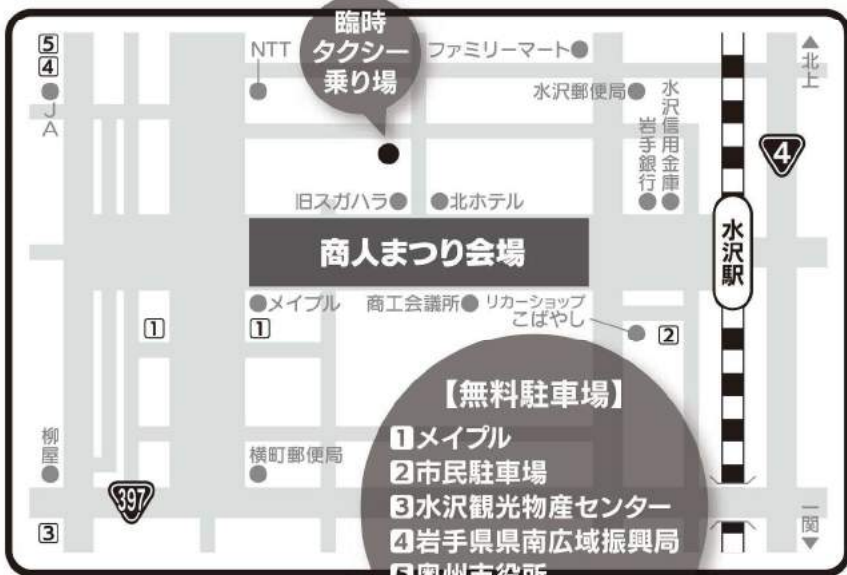 臨時
タクシー
乗り場
5
4
JA
NTT
ファミリーマート
水沢郵便局
水沢信用金庫
岩手銀行
▲北上
4
旧スガハラ
北ホテル
水沢駅
商人まつり会場
1
メイプル
1
商工会議所
リカーショップ
こばやし
2
【無料駐車場】
1メイプル
2市民駐車場
3水沢観光物産センター
4岩手県県南広域振興局
5奥州市役所
柳屋
横町郵便局
397
3
一関▼